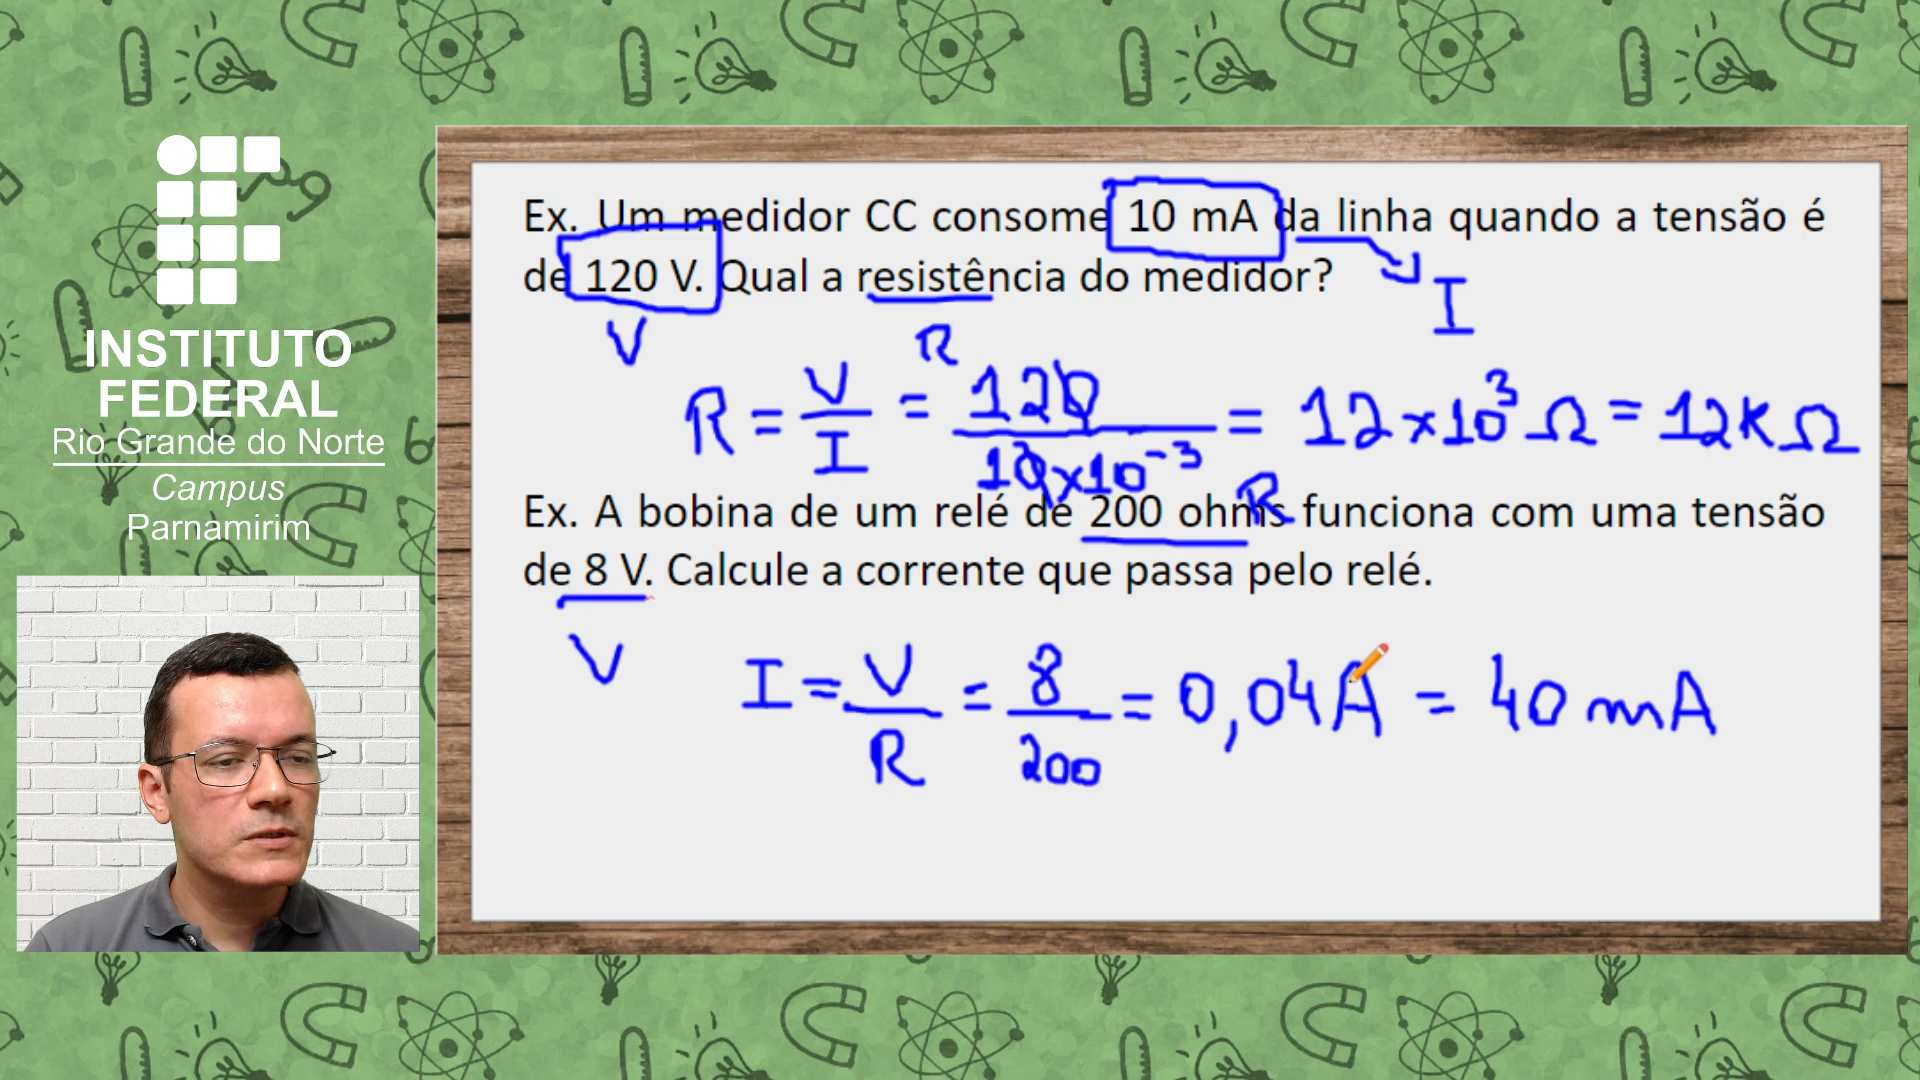 INSTITUTO
FEDERAL
Rio Grande do Norte
Campus
Parnamirim
Ex. Um medidor CC consome 10 mA da linha quando a tensão é
de 120 V. Qual a resistência do medidor?
I
V
R
R = V/I = 120/10x10⁻³ = 12x10³ Ω = 12K Ω
R
Ex. A bobina de um relé de 200 ohms funciona com uma tensão
de 8 V. Calcule a corrente que passa pelo relé.
V
I = V/R = 8/200 = 0,04A = 40 mA